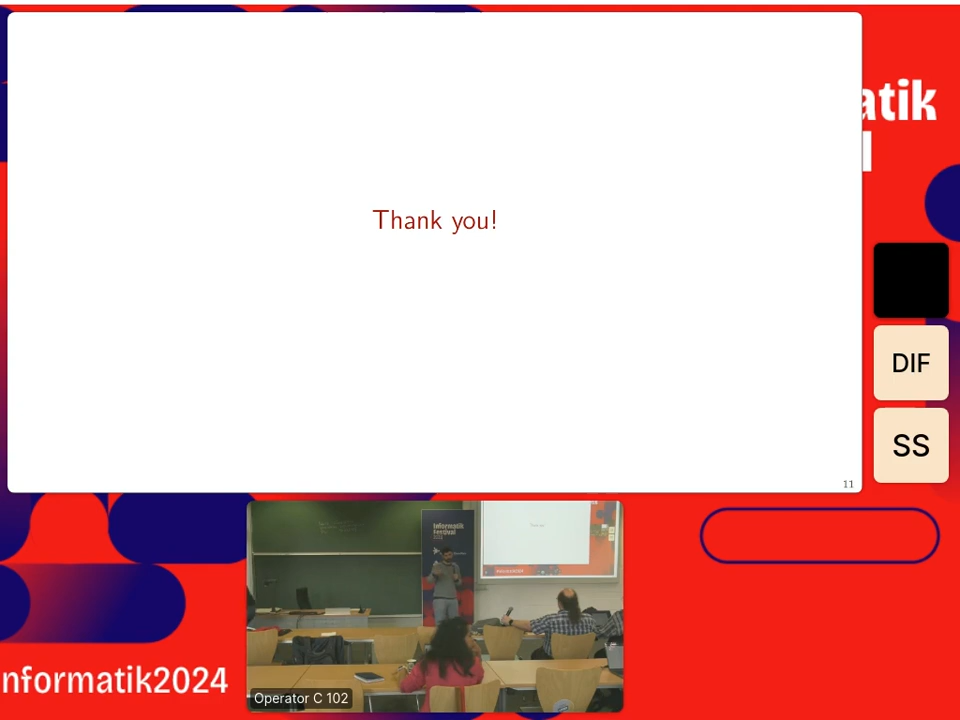 Thank you!
11
atik
DIF
SS
Informatik
Festival
Operator C 102
nformatik2024